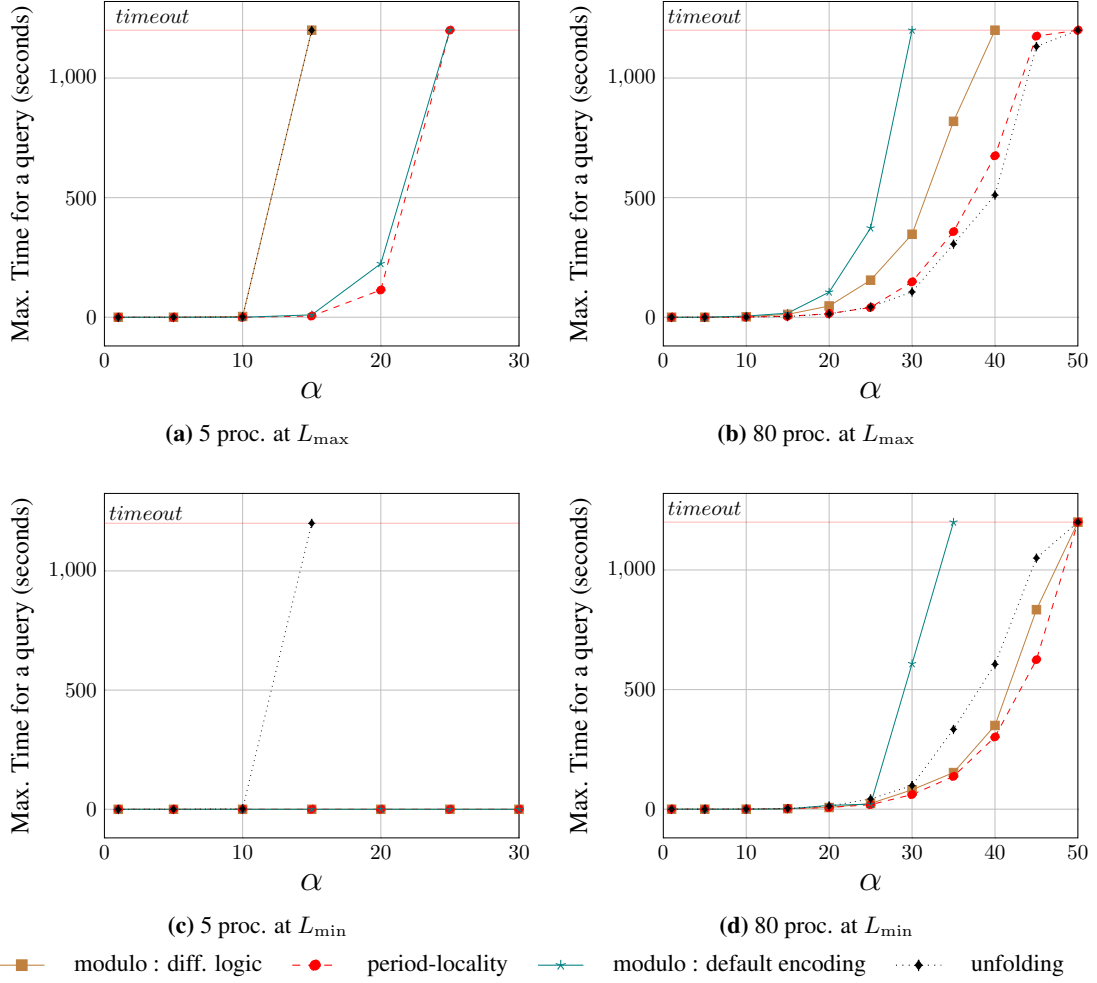 timeout
1,000
500
0
Max. Time for a query (seconds)
0 10 20 30
α
(a) 5 proc. at L_max
timeout
1,000
500
0
Max. Time for a query (seconds)
0 10 20 30 40 50
α
(b) 80 proc. at L_max
timeout
1,000
500
0
Max. Time for a query (seconds)
0 10 20 30
α
(c) 5 proc. at L_min
timeout
1,000
500
0
Max. Time for a query (seconds)
0 10 20 30 40 50
α
(d) 80 proc. at L_min
modulo : diff. logic period-locality modulo : default encoding unfolding